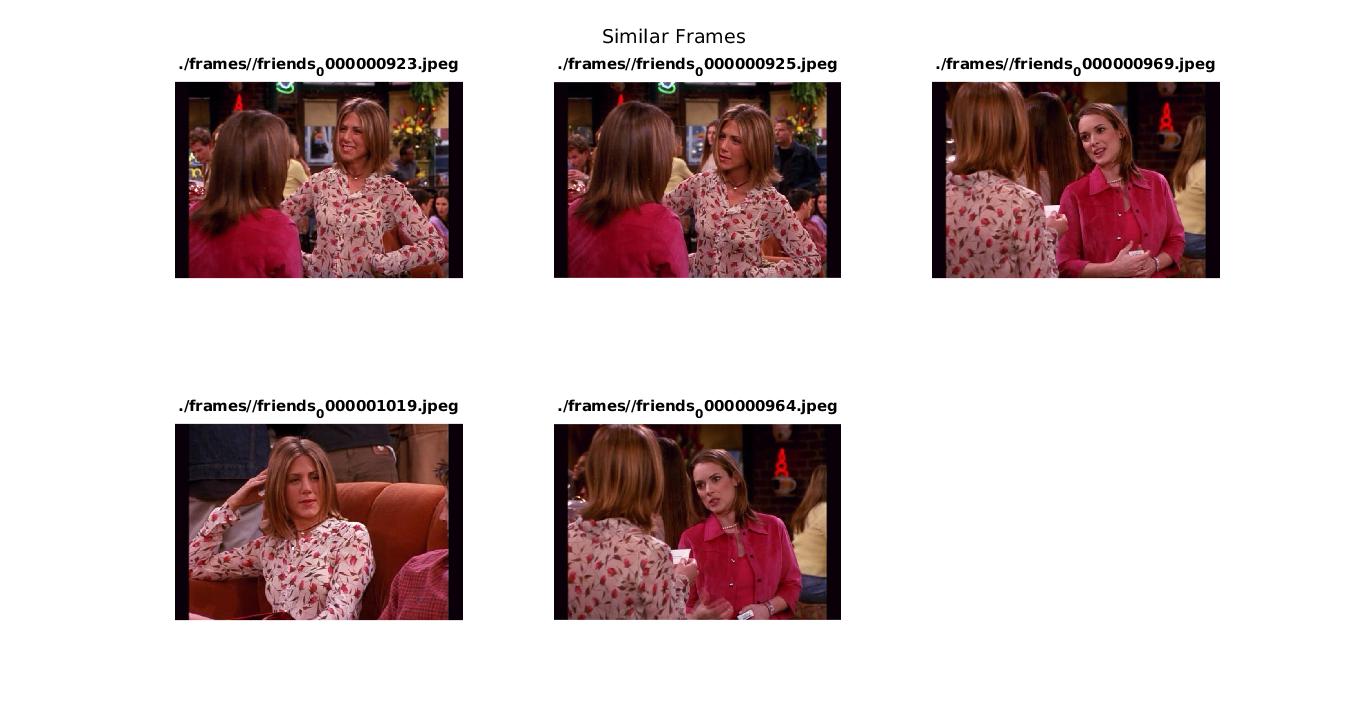 Similar Frames
./frames//friends₀000000923.jpeg
./frames//friends₀000000925.jpeg
./frames//friends₀000000969.jpeg
./frames//friends₀000001019.jpeg
./frames//friends₀000000964.jpeg